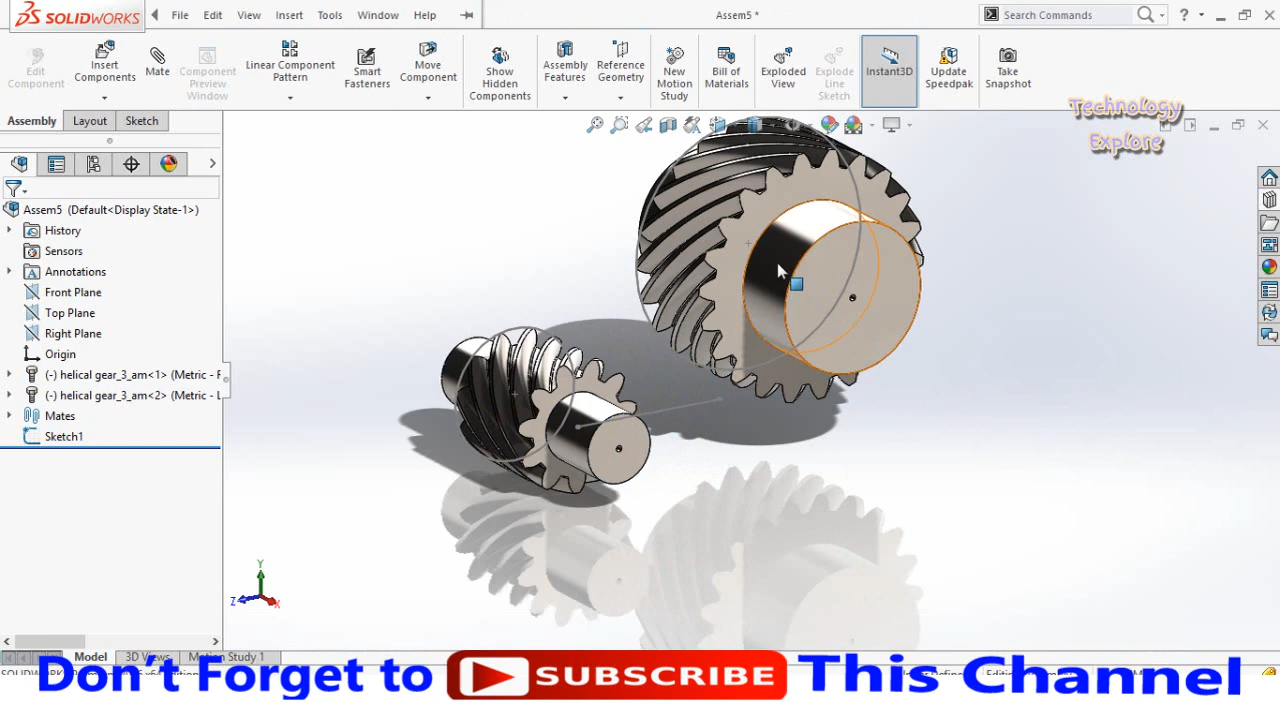 SOLIDWORKS
File Edit View Insert Tools Window Help
Assem5 *
Search Commands
?
Edit Component
Insert Components
Mate
Component Preview Window
Linear Component Pattern
Smart Fasteners
Move Component
Show Hidden Components
Assembly Features
Reference Geometry
New Motion Study
Bill of Materials
Exploded View
Explode Line Sketch
Instant3D
Update Speedpak
Take Snapshot
Technology
Explore
Assembly Layout Sketch
Assem5 (Default<Display State-1>)
History
Sensors
Annotations
Front Plane
Top Plane
Right Plane
Origin
(-) helical gear_3_am<1> (Metric - F
(-) helical gear_3_am<2> (Metric - L
Mates
Sketch1
Y
Z
X
Model 3D Views Motion Study 1
Don't Forget to SUBSCRIBE This Channel